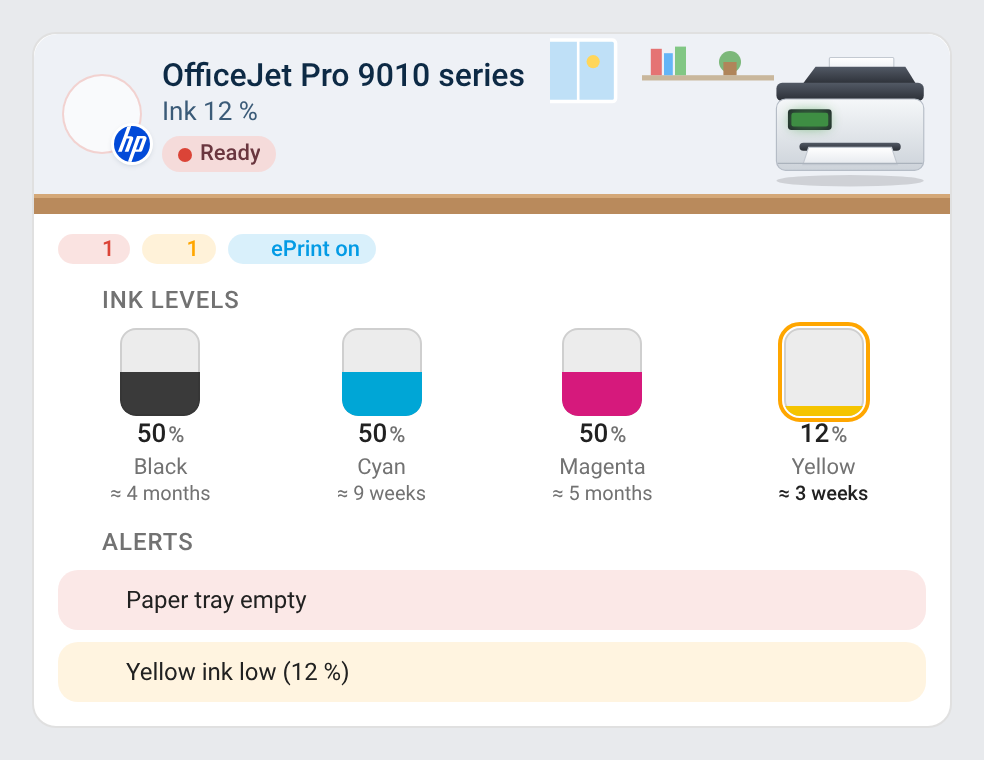 OfficeJet Pro 9010 series
Ink 12 %
hp
Ready
1 1 ePrint on
INK LEVELS
50% 50% 50% 12%
Black Cyan Magenta Yellow
≈ 4 months ≈ 9 weeks ≈ 5 months ≈ 3 weeks
ALERTS
Paper tray empty
Yellow ink low (12 %)